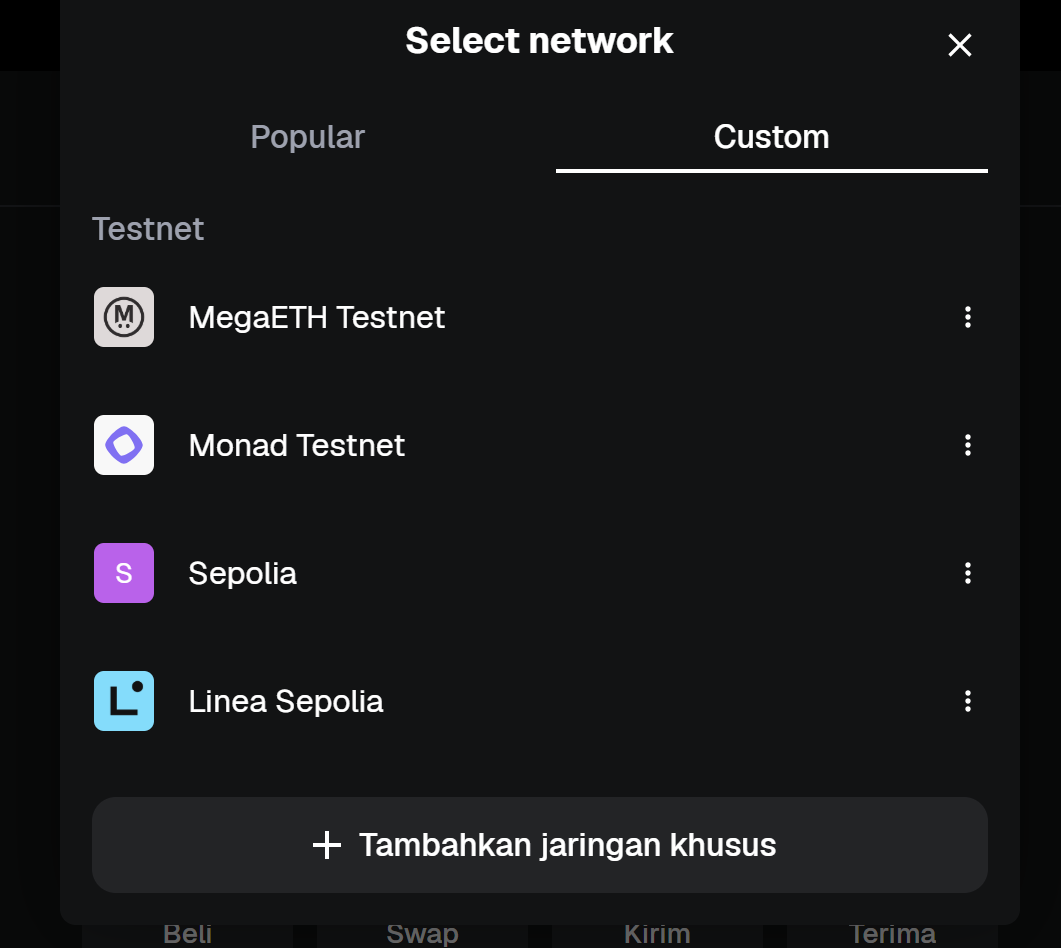 Select network
Popular
Custom
Testnet
M
MegaETH Testnet
Monad Testnet
S
Sepolia
L
Linea Sepolia
+ Tambahkan jaringan khusus
Beli
Swap
Kirim
Terima